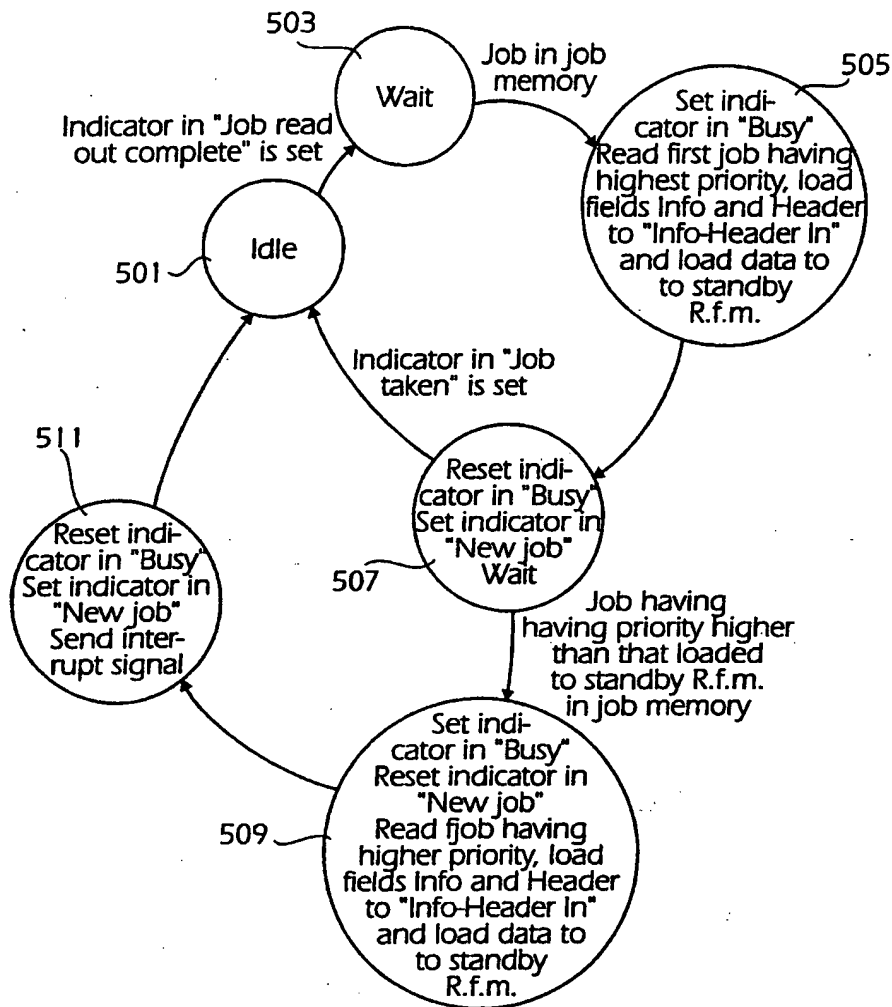 503
Wait
Job in job
memory
505
Set indi-
cator in "Busy"
Read first job having
highest priority, load
fields Info and Header
to "Info-Header In"
and load data to
to standby
R.f.m.
Indicator in "Job read
out complete" is set
Idle
501
Indicator in "Job
taken" is set
511
Reset indi-
cator in "Busy"
Set indicator in
"New job"
Send inter-
rupt signal
Reset indi-
cator in "Busy"
Set indicator in
"New job"
Wait
507
Job having
having priority higher
than that loaded
to standby R.f.m.
in job memory
Set indi-
cator in "Busy"
Reset indicator in
"New job"
Read fjob having
higher priority, load
fields Info and Header
to "Info-Header In"
and load data to
to standby
R.f.m.
509